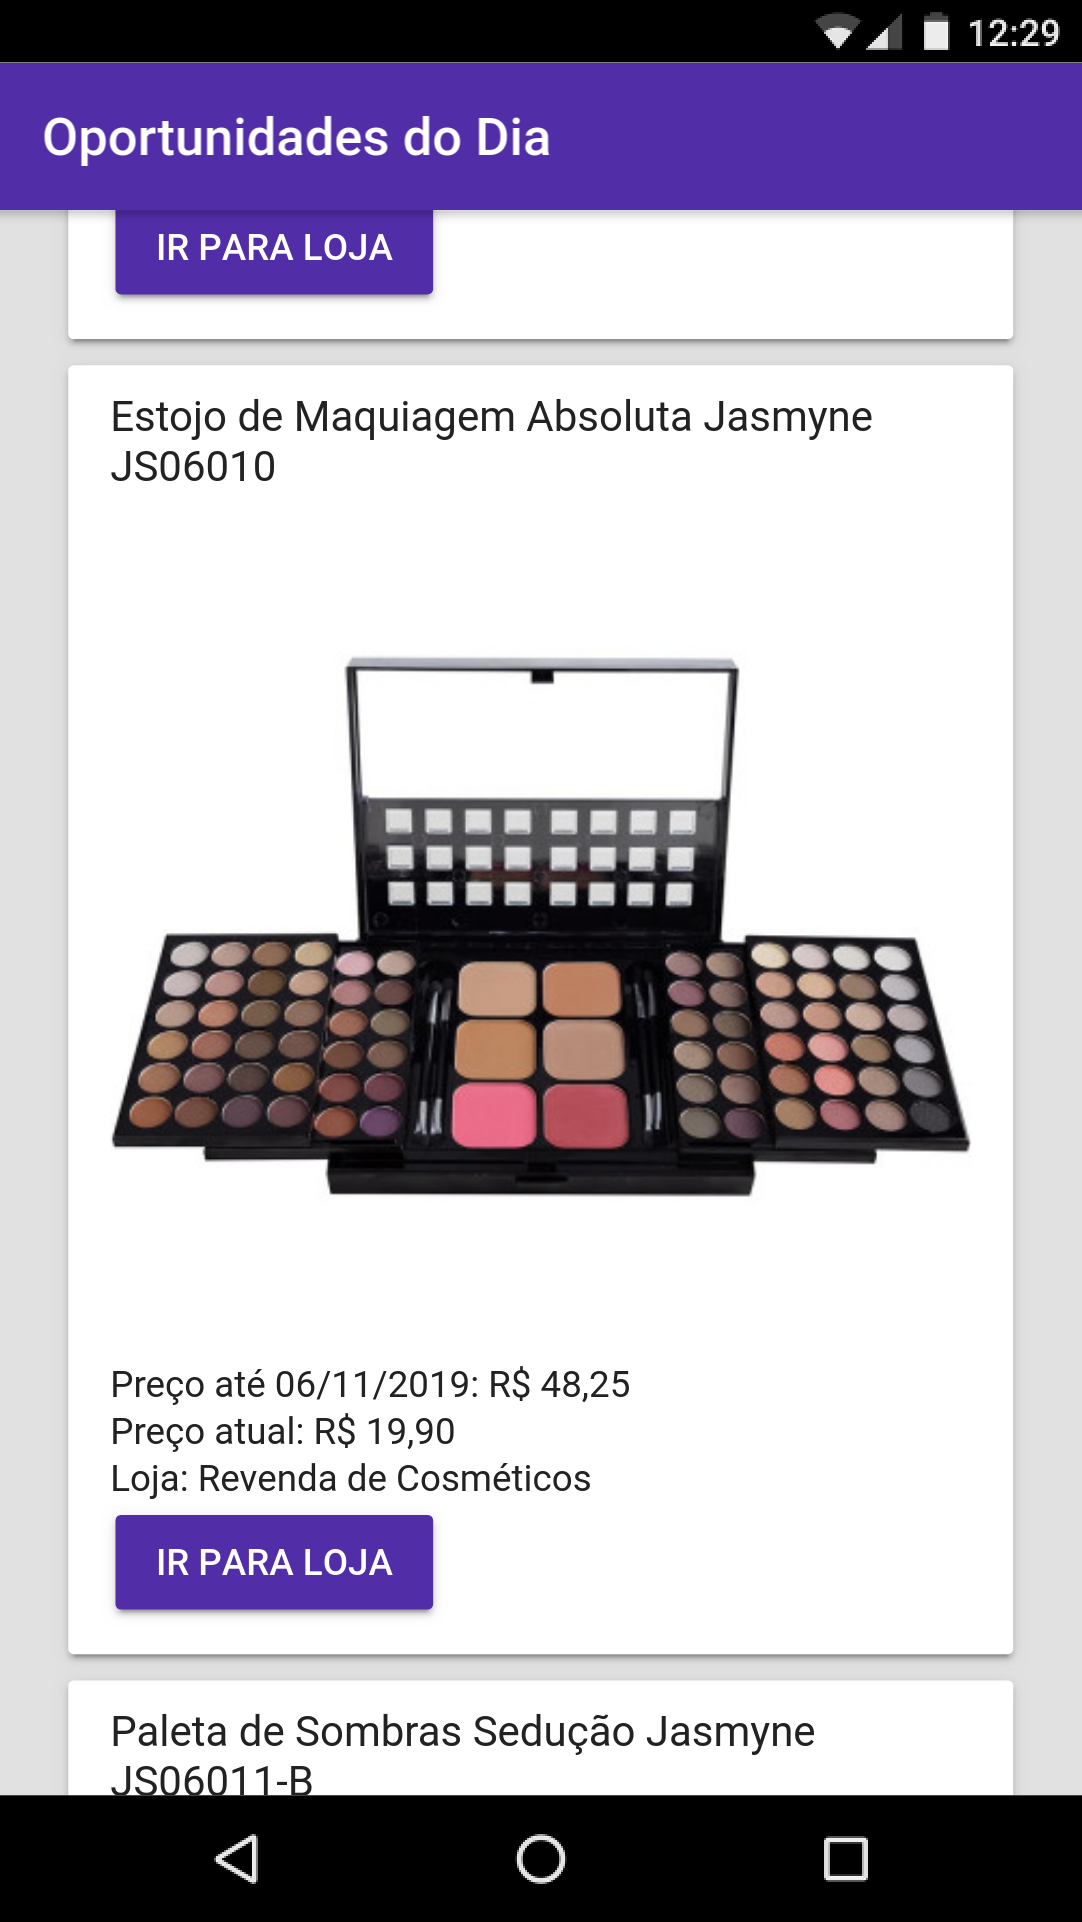 12:29
Oportunidades do Dia
IR PARA LOJA
Estojo de Maquiagem Absoluta Jasmyne
JS06010
Preço até 06/11/2019: R$ 48,25
Preço atual: R$ 19,90
Loja: Revenda de Cosméticos
IR PARA LOJA
Paleta de Sombras Sedução Jasmyne
JS06011-B